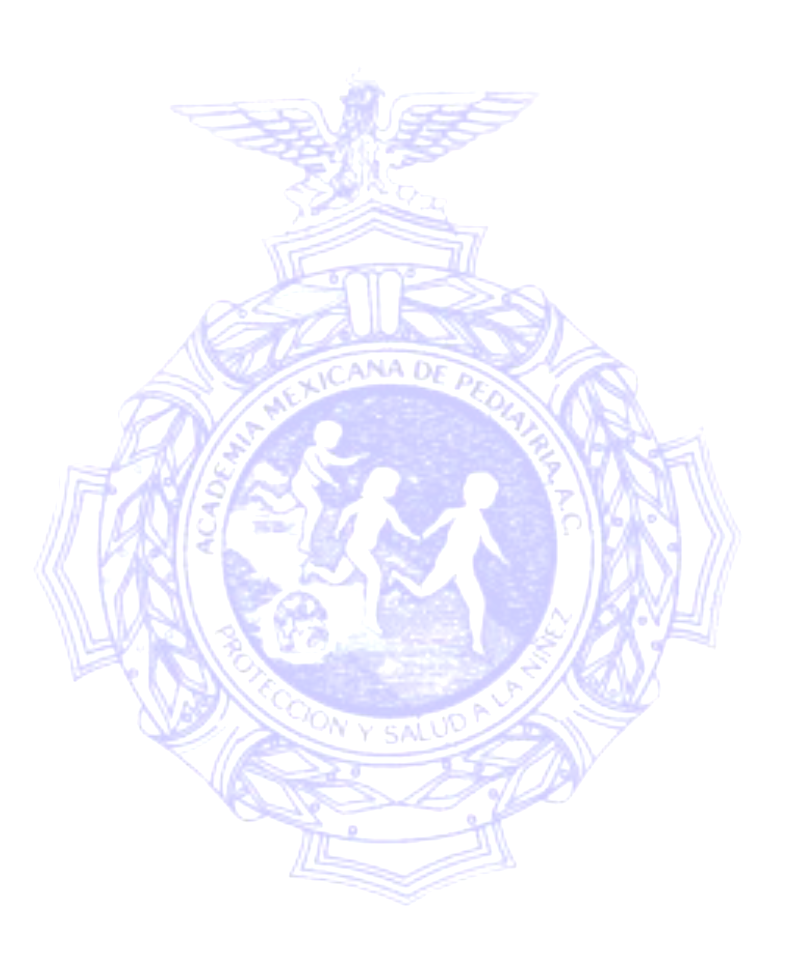 ACADEMIA MEXICANA DE PEDIATRIA, A.C.
PROTECCION Y SALUD A LA NIÑEZ